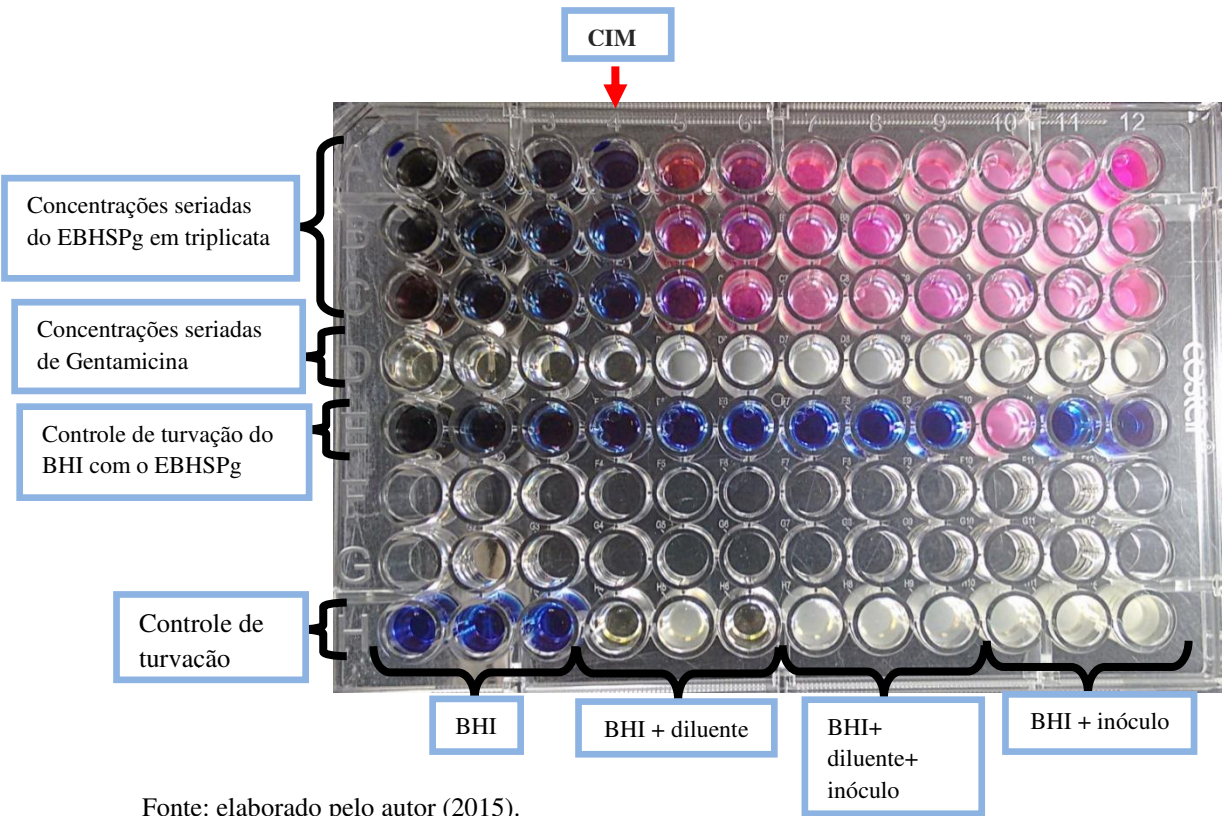 CIM
1 2 3 4 5 6 7 8 9 10 11 12
A
Concentrações seriadas
do EBHSPg em triplicata
B
C
Concentrações seriadas
de Gentamicina
D
costar
Controle de turvação do
BHI com o EBHSPg
E
F
G
Controle de
turvacão
H
BHI
BHI + diluente
BHI+
diluente+
inóculo
BHI + inóculo
Fonte: elaborado pelo autor (2015).